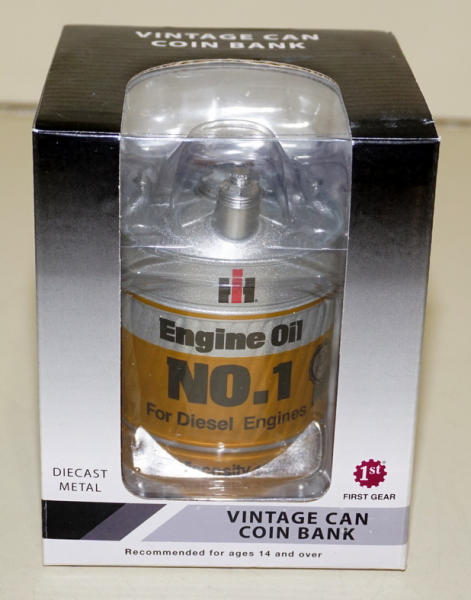 VINTAGE CAN
COIN BANK
IH
Engine Oil
NO.1
For Diesel Engines
DIECAST
METAL
1st
FIRST GEAR
VINTAGE CAN
COIN BANK
Recommended for ages 14 and over